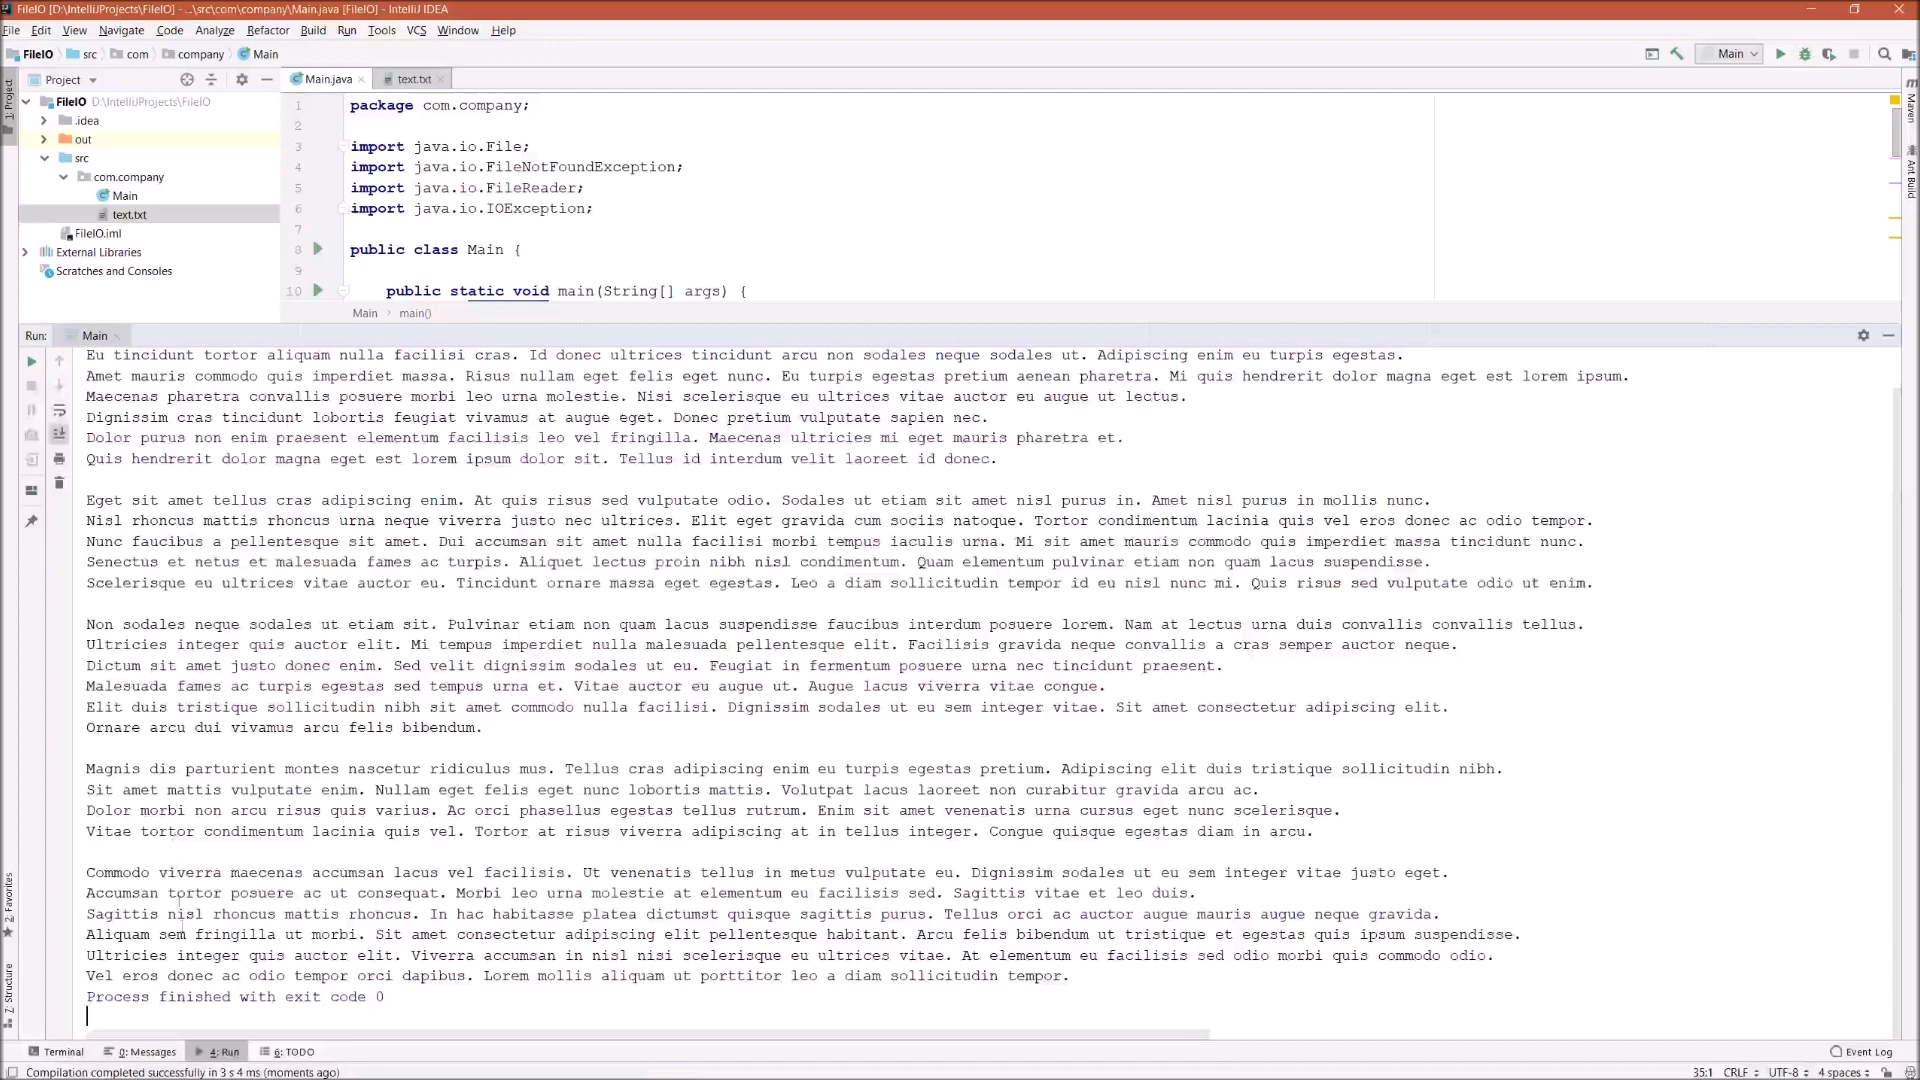 FileIO [D:\IntelliJProjects\FileIO] - ...\src\com\company\Main.java [FileIO] - IntelliJ IDEA
File Edit View Navigate Code Analyze Refactor Build Run Tools VCS Window Help
FileIO src com company Main Main
Project Main.java text.txt
1: Project
FileIO D:\IntelliJProjects\FileIO
.idea
out
src
com.company
Main
text.txt
FileIO.iml
External Libraries
Scratches and Consoles
1 package com.company;
2
3 import java.io.File;
4 import java.io.FileNotFoundException;
5 import java.io.FileReader;
6 import java.io.IOException;
7
8 public class Main {
9
10 public static void main(String[] args) {
Main main()
Maven
Ant Build
Run: Main
Eu tincidunt tortor aliquam nulla facilisi cras. Id donec ultrices tincidunt arcu non sodales neque sodales ut. Adipiscing enim eu turpis egestas.
Amet mauris commodo quis imperdiet massa. Risus nullam eget felis eget nunc. Eu turpis egestas pretium aenean pharetra. Mi quis hendrerit dolor magna eget est lorem ipsum.
Maecenas pharetra convallis posuere morbi leo urna molestie. Nisi scelerisque eu ultrices vitae auctor eu augue ut lectus.
Dignissim cras tincidunt lobortis feugiat vivamus at augue eget. Donec pretium vulputate sapien nec.
Dolor purus non enim praesent elementum facilisis leo vel fringilla. Maecenas ultricies mi eget mauris pharetra et.
Quis hendrerit dolor magna eget est lorem ipsum dolor sit. Tellus id interdum velit laoreet id donec.
Eget sit amet tellus cras adipiscing enim. At quis risus sed vulputate odio. Sodales ut etiam sit amet nisl purus in. Amet nisl purus in mollis nunc.
Nisl rhoncus mattis rhoncus urna neque viverra justo nec ultrices. Elit eget gravida cum sociis natoque. Tortor condimentum lacinia quis vel eros donec ac odio tempor.
Nunc faucibus a pellentesque sit amet. Dui accumsan sit amet nulla facilisi morbi tempus iaculis urna. Mi sit amet mauris commodo quis imperdiet massa tincidunt nunc.
Senectus et netus et malesuada fames ac turpis. Aliquet lectus proin nibh nisl condimentum. Quam elementum pulvinar etiam non quam lacus suspendisse.
Scelerisque eu ultrices vitae auctor eu. Tincidunt ornare massa eget egestas. Leo a diam sollicitudin tempor id eu nisl nunc mi. Quis risus sed vulputate odio ut enim.
Non sodales neque sodales ut etiam sit. Pulvinar etiam non quam lacus suspendisse faucibus interdum posuere lorem. Nam at lectus urna duis convallis convallis tellus.
Ultricies integer quis auctor elit. Mi tempus imperdiet nulla malesuada pellentesque elit. Facilisis gravida neque convallis a cras semper auctor neque.
Dictum sit amet justo donec enim. Sed velit dignissim sodales ut eu. Feugiat in fermentum posuere urna nec tincidunt praesent.
Malesuada fames ac turpis egestas sed tempus urna et. Vitae auctor eu augue ut. Augue lacus viverra vitae congue.
Elit duis tristique sollicitudin nibh sit amet commodo nulla facilisi. Dignissim sodales ut eu sem integer vitae. Sit amet consectetur adipiscing elit.
Ornare arcu dui vivamus arcu felis bibendum.
Magnis dis parturient montes nascetur ridiculus mus. Tellus cras adipiscing enim eu turpis egestas pretium. Adipiscing elit duis tristique sollicitudin nibh.
Sit amet mattis vulputate enim. Nullam eget felis eget nunc lobortis mattis. Volutpat lacus laoreet non curabitur gravida arcu ac.
Dolor morbi non arcu risus quis varius. Ac orci phasellus egestas tellus rutrum. Enim sit amet venenatis urna cursus eget nunc scelerisque.
Vitae tortor condimentum lacinia quis vel. Tortor at risus viverra adipiscing at in tellus integer. Congue quisque egestas diam in arcu.
Commodo viverra maecenas accumsan lacus vel facilisis. Ut venenatis tellus in metus vulputate eu. Dignissim sodales ut eu sem integer vitae justo eget.
Accumsan tortor posuere ac ut consequat. Morbi leo urna molestie at elementum eu facilisis sed. Sagittis vitae et leo duis.
Sagittis nisl rhoncus mattis rhoncus. In hac habitasse platea dictumst quisque sagittis purus. Tellus orci ac auctor augue mauris augue neque gravida.
Aliquam sem fringilla ut morbi. Sit amet consectetur adipiscing elit pellentesque habitant. Arcu felis bibendum ut tristique et egestas quis ipsum suspendisse.
Ultricies integer quis auctor elit. Viverra accumsan in nisl nisi scelerisque eu ultrices vitae. At elementum eu facilisis sed odio morbi quis commodo odio.
Vel eros donec ac odio tempor orci dapibus. Lorem mollis aliquam ut porttitor leo a diam sollicitudin tempor.
Process finished with exit code 0
2: Favorites
7: Structure
Terminal 0: Messages 4: Run 6: TODO Event Log
Compilation completed successfully in 3 s 4 ms (moments ago) 35:1 CRLF UTF-8 4 spaces